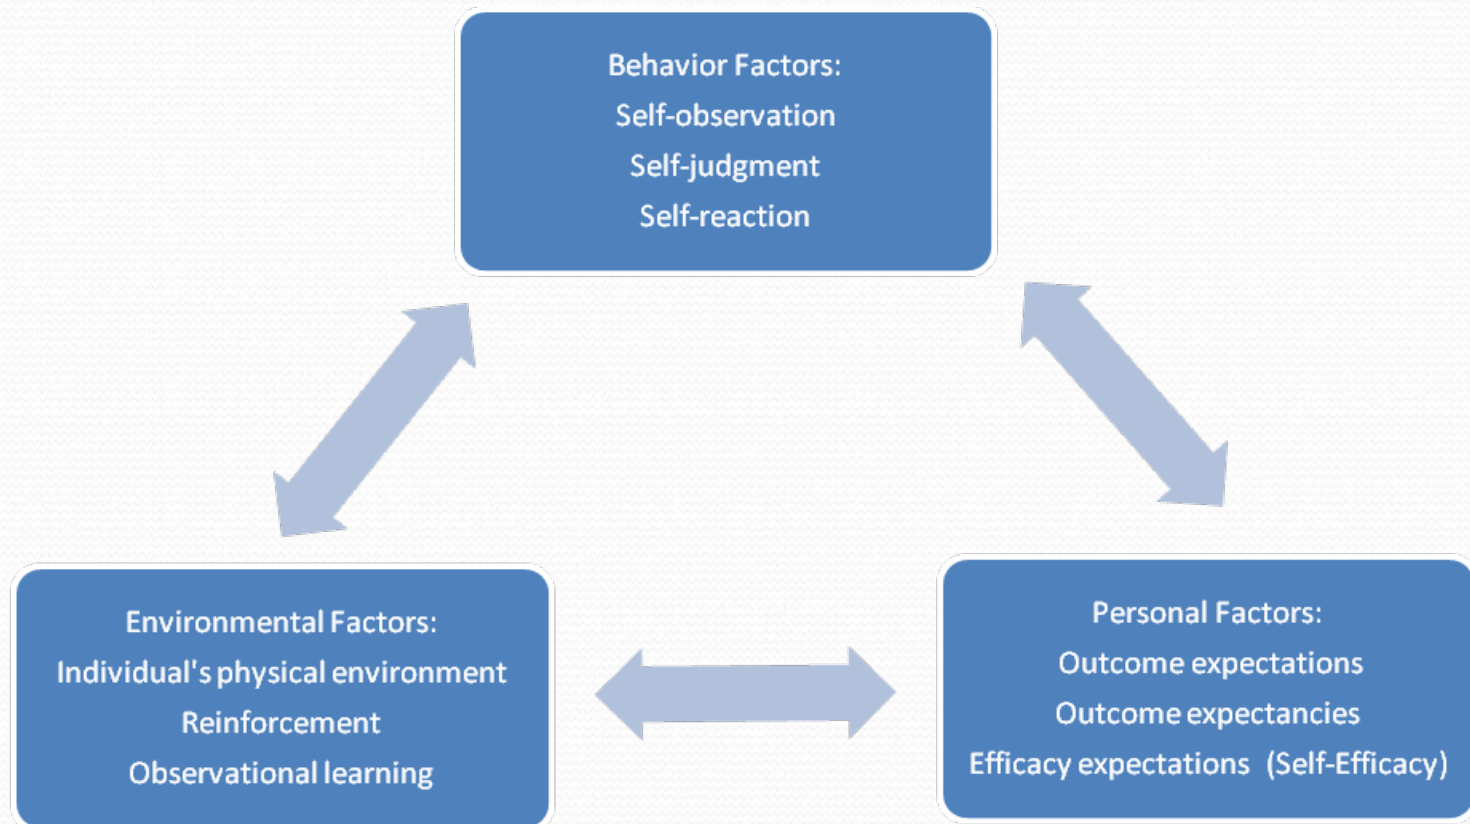 Behavior Factors:
Self-observation
Self-judgment
Self-reaction
Environmental Factors:
Individual's physical environment
Reinforcement
Observational learning
Personal Factors:
Outcome expectations
Outcome expectancies
Efficacy expectations (Self-Efficacy)